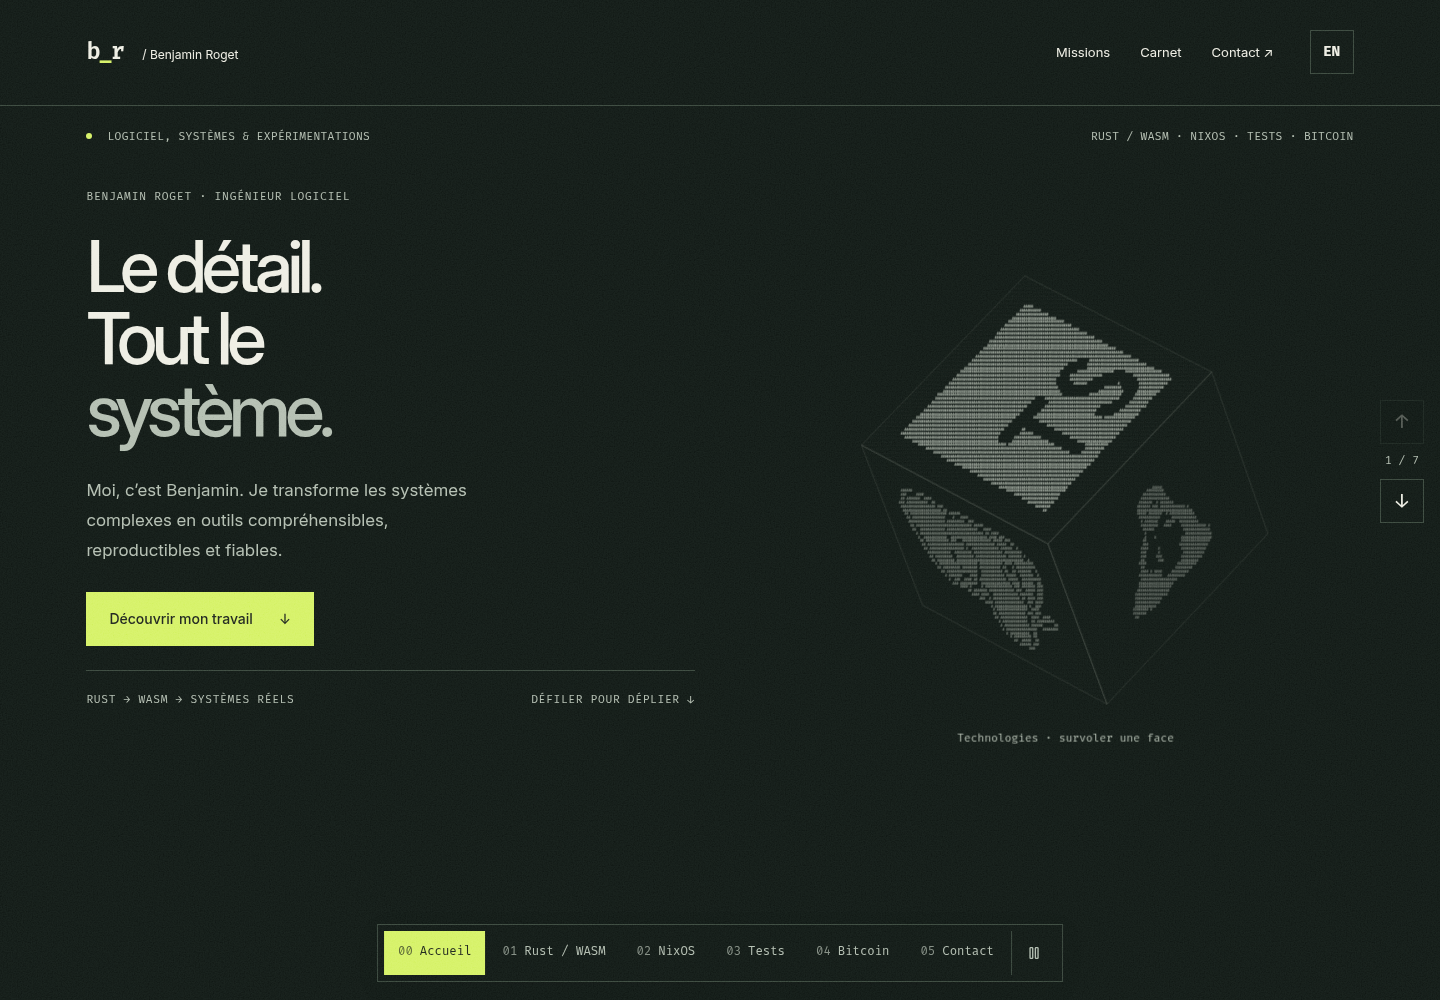 b_r / Benjamin Roget
Missions
Carnet
Contact ↗
EN
LOGICIEL, SYSTÈMES & EXPÉRIMENTATIONS
RUST / WASM · NIXOS · TESTS · BITCOIN
BENJAMIN ROGET · INGÉNIEUR LOGICIEL
Le détail.
Tout le
système.
Moi, c’est Benjamin. Je transforme les systèmes
complexes en outils compréhensibles,
reproductibles et fiables.
Découvrir mon travail ↓
RUST → WASM → SYSTÈMES RÉELS
DÉFILER POUR DÉPLIER ↓
TS
Technologies · survoler une face
↑
1 / 7
↓
00 Accueil
01 Rust / WASM
02 NixOS
03 Tests
04 Bitcoin
05 Contact